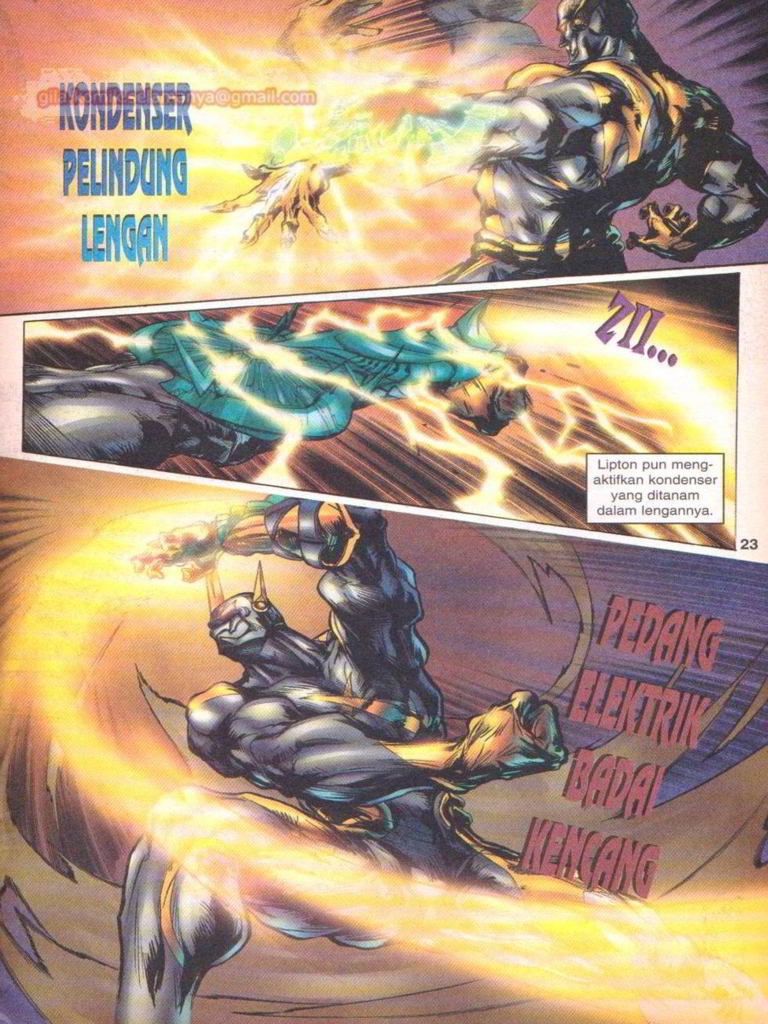 KONDENSER
PELINDUNG
LENGAN
ZII...
Lipton pun meng-
aktifkan kondenser
yang ditanam
dalam lengannya.
23
PEDANG
ELEKTRIK
BADAI
KENCANG